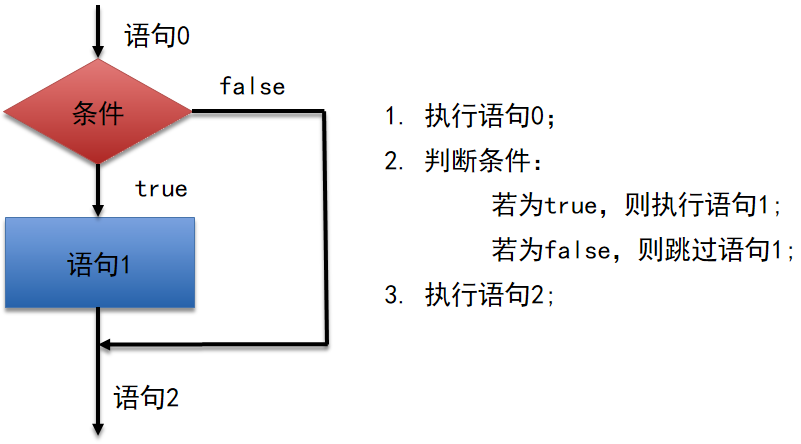 语句0
条件
false
true
语句1
语句2
1. 执行语句0;
2. 判断条件:
若为true，则执行语句1;
若为false，则跳过语句1;
3. 执行语句2;